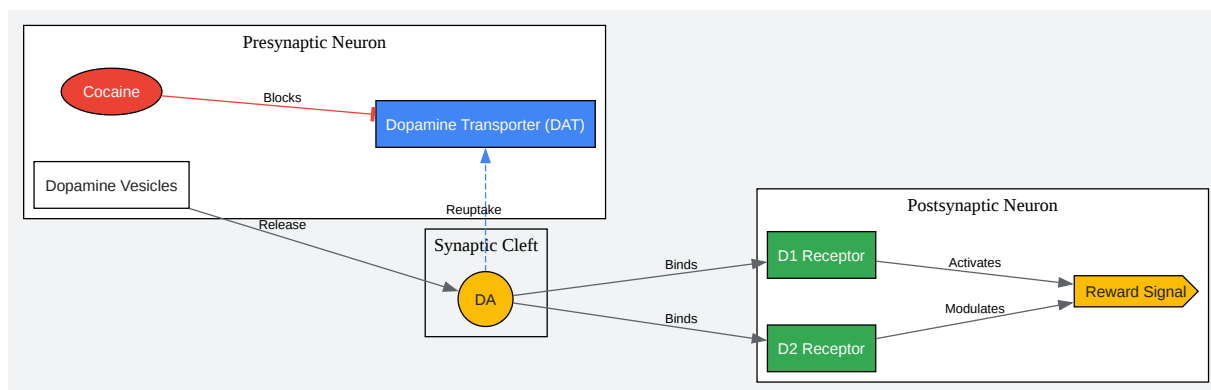 Presynaptic Neuron
Cocaine
Blocks
Dopamine Transporter (DAT)
Dopamine Vesicles
Release
Reuptake
Synaptic Cleft
DA
Binds
Binds
Postsynaptic Neuron
D1 Receptor
Activates
D2 Receptor
Modulates
Reward Signal